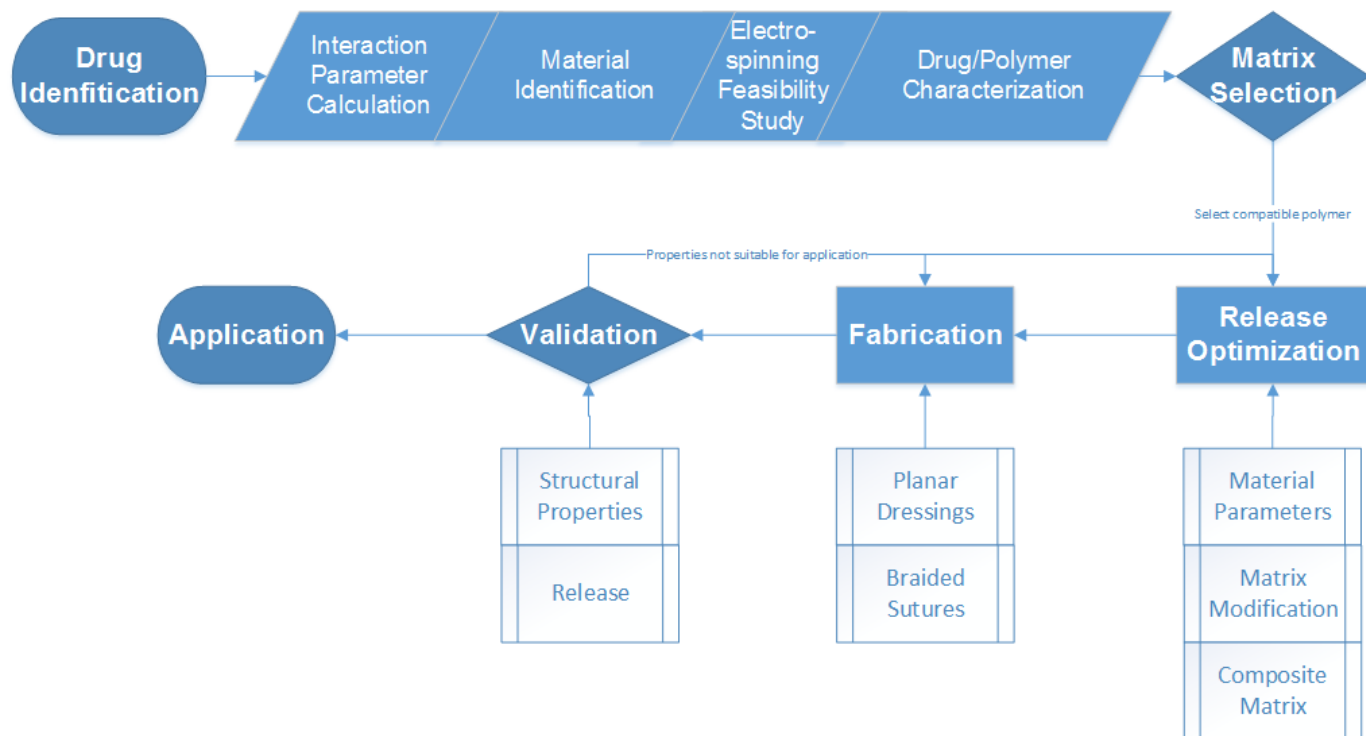 Drug
Idenfitication
Interaction
Parameter
Calculation
Material
Identification
Electro-
spinning
Feasibility
Study
Drug/Polymer
Characterization
Matrix
Selection
Select compatible polymer
Properties not suitable for application
Application
Validation
Fabrication
Release
Optimization
Structural
Properties
Release
Planar
Dressings
Braided
Sutures
Material
Parameters
Matrix
Modification
Composite
Matrix